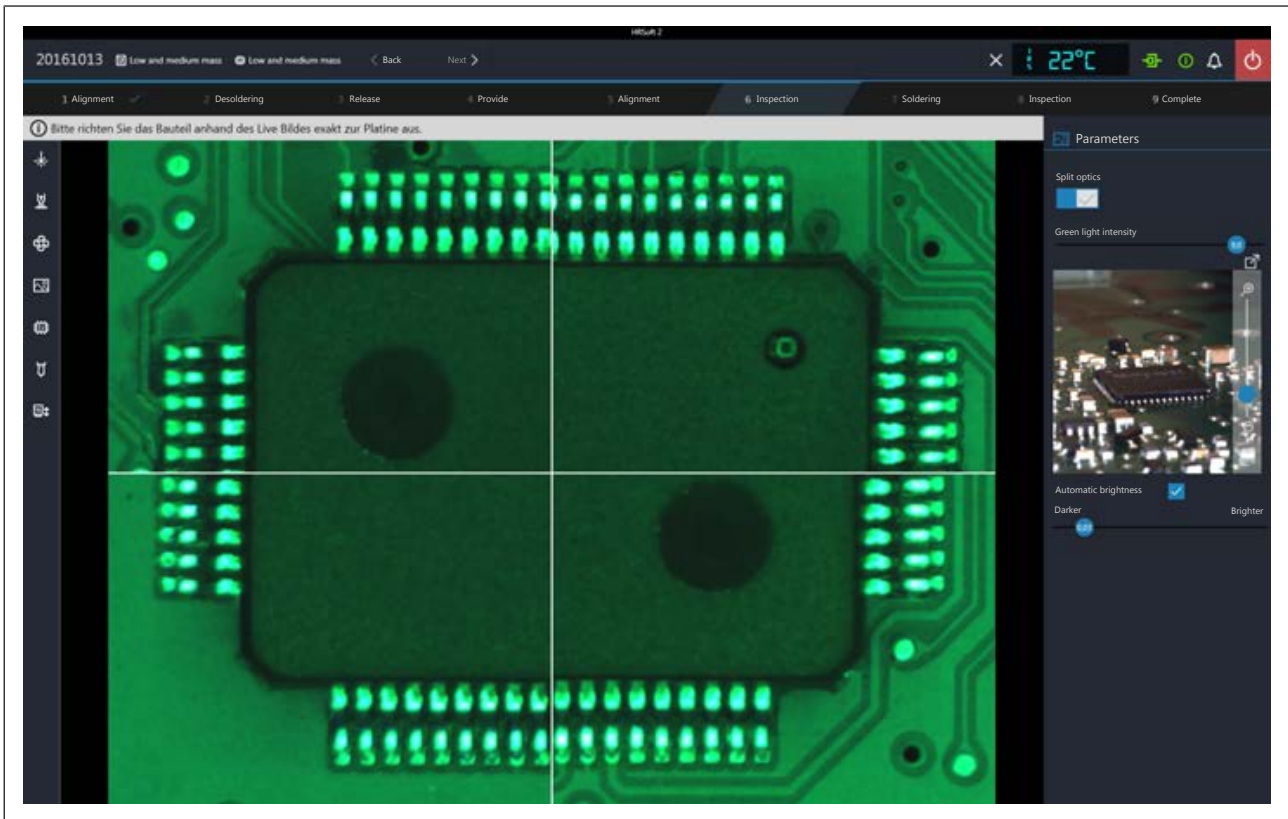 HRSoft 2
20161013 Low and medium mass Low and medium mass Back Next 22°C
1 Alignment 2 Desoldering 3 Release 4 Provide 5 Alignment 6 Inspection 7 Soldering 8 Inspection 9 Complete
Bitte richten Sie das Bauteil anhand des Live Bildes exakt zur Platine aus.
Parameters
Split optics
Green light intensity
Automatic brightness
Darker Brighter